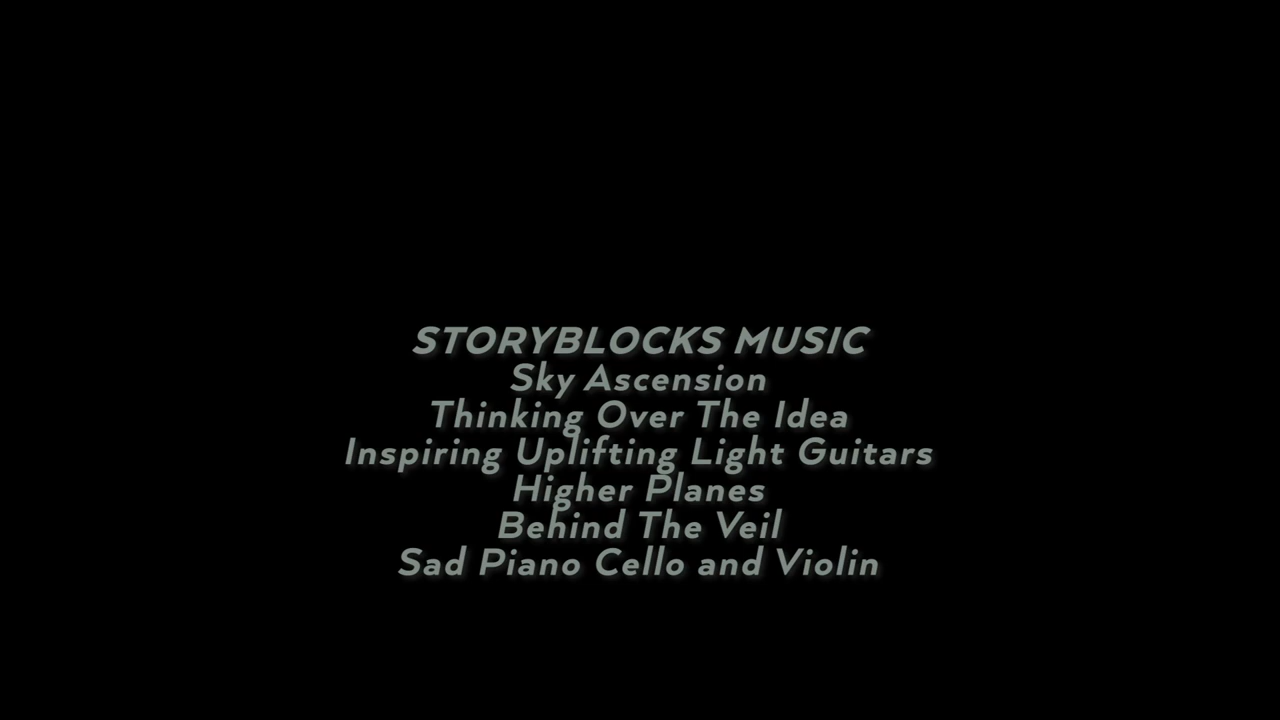 STORYBLOCKS MUSIC
Sky Ascension
Thinking Over The Idea
Inspiring Uplifting Light Guitars
Higher Planes
Behind The Veil
Sad Piano Cello and Violin